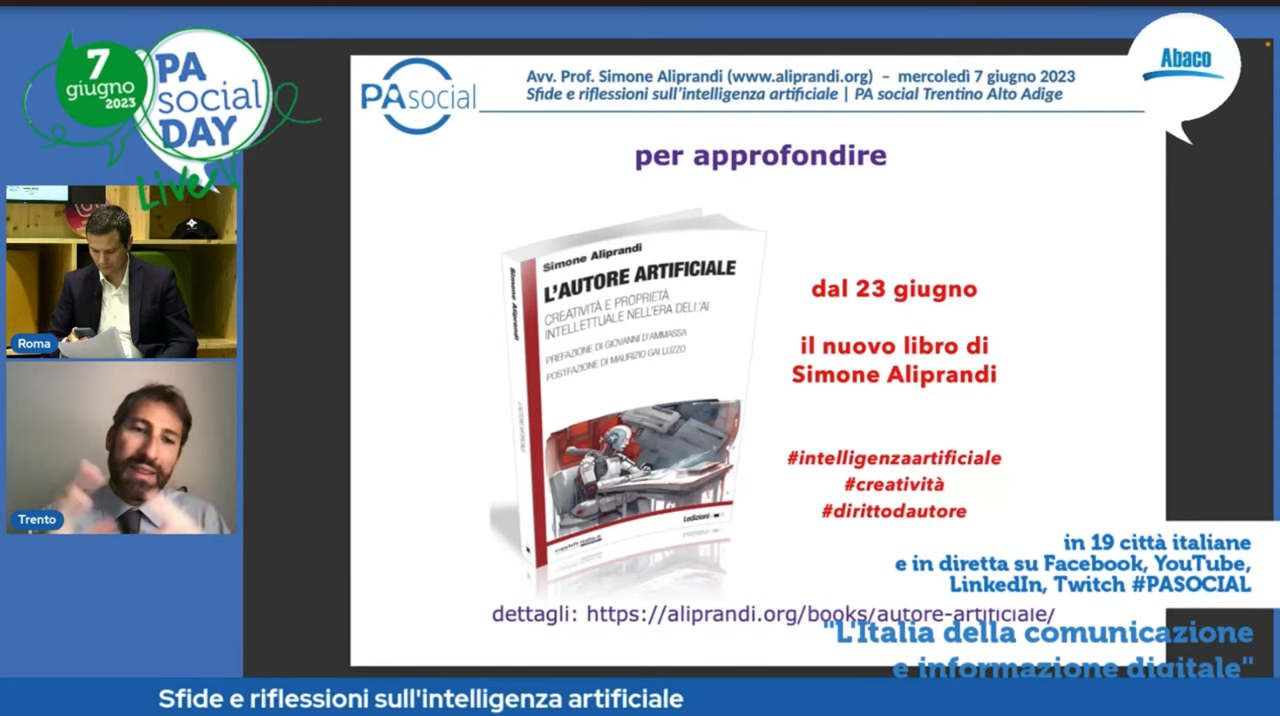 7
giugno
2023
PA
social
DAY
Live
PAsocial
Avv. Prof. Simone Aliprandi (www.aliprandi.org) – mercoledì 7 giugno 2023
Sfide e riflessioni sull'intelligenza artificiale | PA social Trentino Alto Adige
Abaco
per approfondire
Simone Aliprandi
Simone Aliprandi
L'AUTORE ARTIFICIALE
CREATIVITÀ E PROPRIETÀ
INTELLETTUALE NELL'ERA DELL'AI
PREFAZIONE DI GIOVANNI D'AMMASSA
POSTFAZIONE DI MAURIZIO GALLUZZO
Ledizioni
dal 23 giugno
il nuovo libro di
Simone Aliprandi
#intelligenzaartificiale
#creatività
#dirittodautore
Roma
Trento
in 19 città italiane
e in diretta su Facebook, YouTube,
LinkedIn, Twitch #PASOCIAL
dettagli: https://aliprandi.org/books/autore-artificiale/
"L'Italia della comunicazione
e informazione digitale"
Sfide e riflessioni sull'intelligenza artificiale